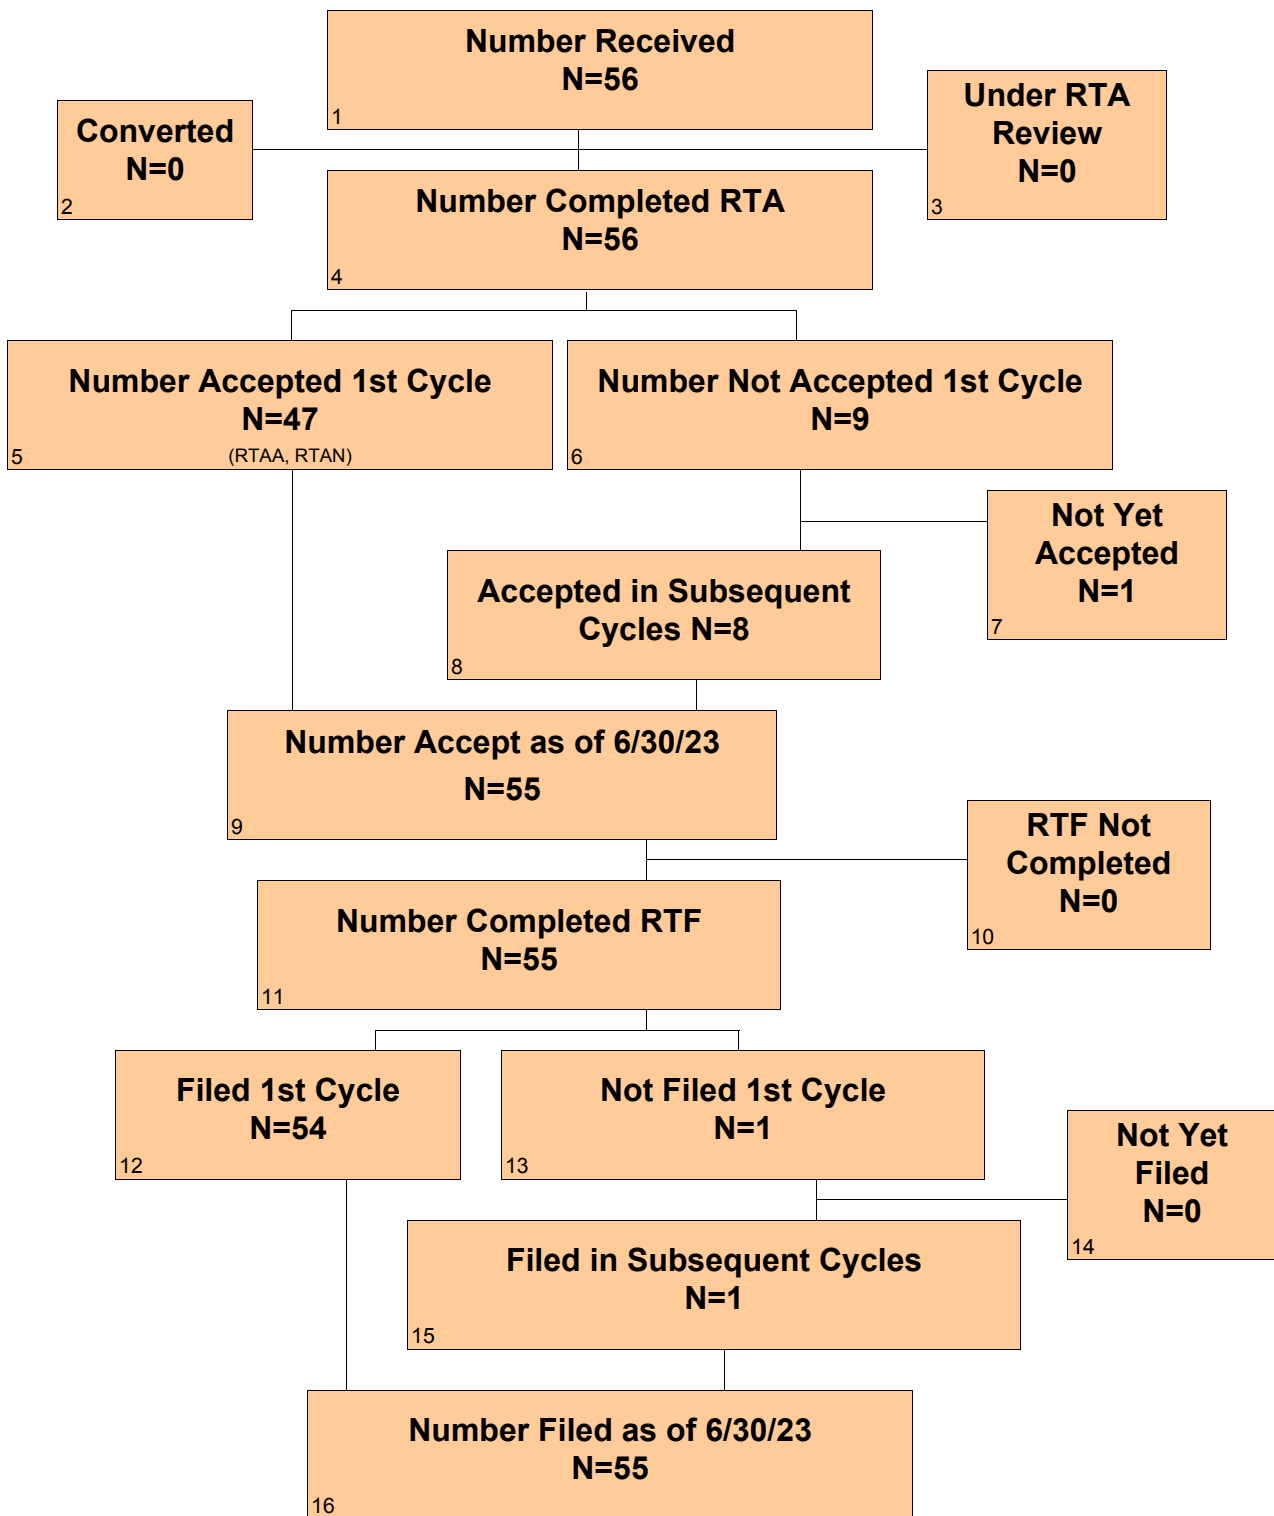 Number Received
N=56
1
Converted
N=0
2
Under RTA
Review
N=0
3
Number Completed RTA
N=56
4
Number Accepted 1st Cycle
N=47
(RTAA, RTAN)
5
Number Not Accepted 1st Cycle
N=9
6
Not Yet
Accepted
N=1
7
Accepted in Subsequent
Cycles N=8
8
Number Accept as of 6/30/23
N=55
9
RTF Not
Completed
N=0
10
Number Completed RTF
N=55
11
Filed 1st Cycle
N=54
12
Not Filed 1st Cycle
N=1
13
Not Yet
Filed
N=0
14
Filed in Subsequent Cycles
N=1
15
Number Filed as of 6/30/23
N=55
16